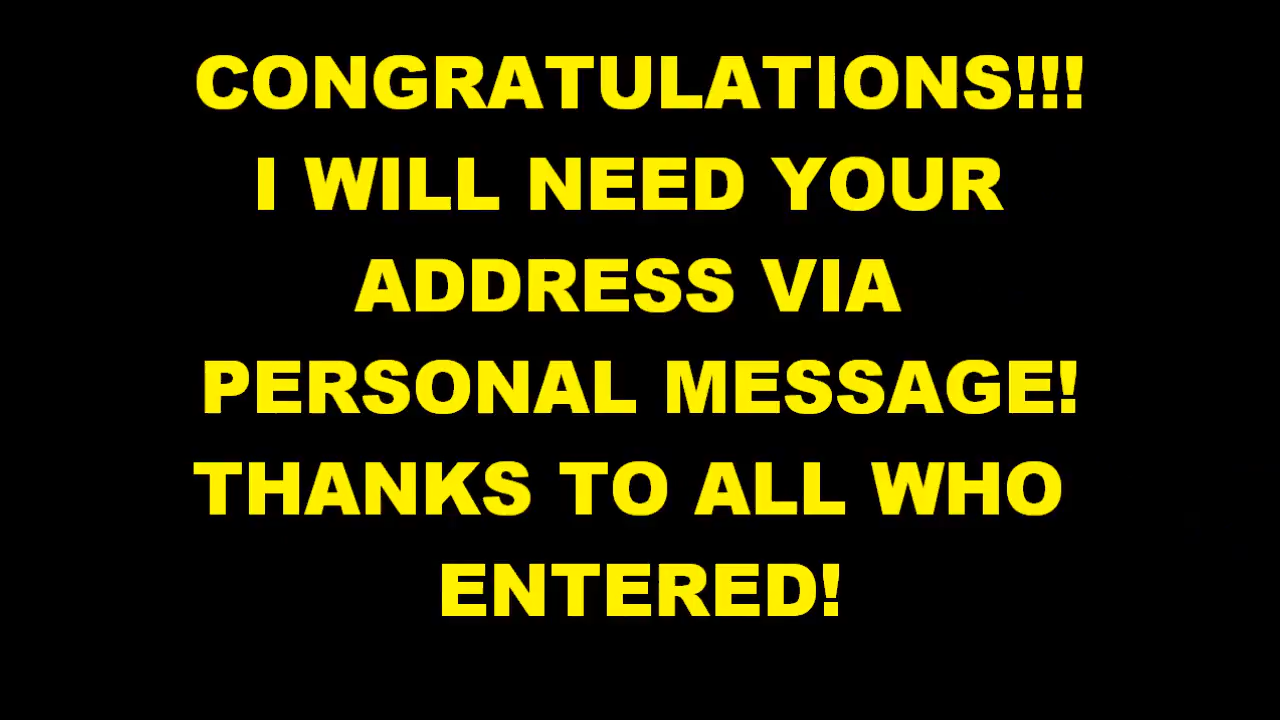 CONGRATULATIONS!!!
I WILL NEED YOUR
ADDRESS VIA
PERSONAL MESSAGE!
THANKS TO ALL WHO
ENTERED!